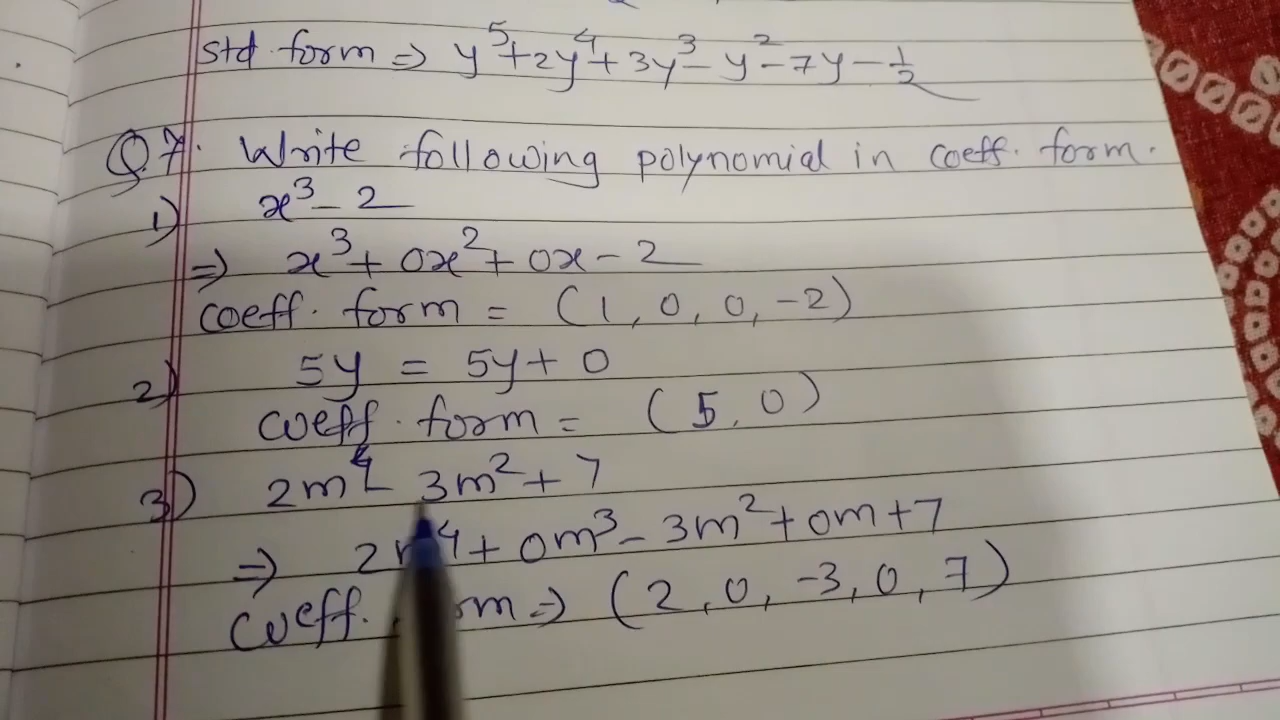 Std form ⇒ y⁵+2y⁴+3y³-y²-7y-½
Q.7. Write following polynomial in coeff. form.
1) x³-2
⇒ x³+0x²+0x-2
coeff. form = (1, 0, 0, -2)
2) 5y = 5y+0
coeff. form = (5, 0)
3) 2m⁴- 3m²+7
⇒ 2m⁴+0m³-3m²+0m+7
coeff. ⇒ (2, 0, -3, 0, 7)